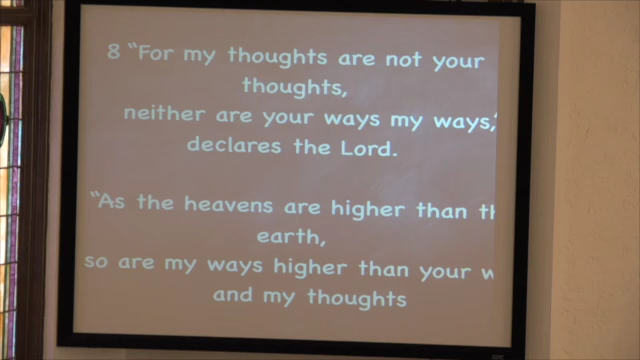 8 “For my thoughts are not your
thoughts,
neither are your ways my ways,”
declares the Lord.
“As the heavens are higher than
earth,
so are my ways higher than your
and my thoughts